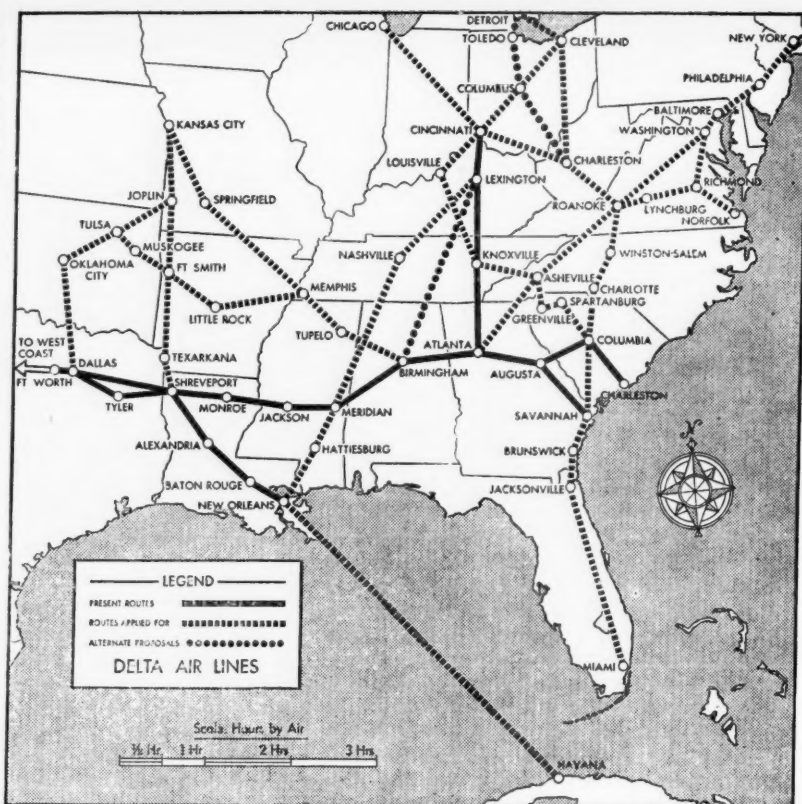 CHICAGO
DETROIT
TOLEDO
CLEVELAND
NEW YORK
PHILADELPHIA
COLUMBUS
BALTIMORE
KANSAS CITY
CINCINNATI
WASHINGTON
LOUISVILLE
CHARLESTON
LEXINGTON
RICHMOND
JOPLIN
SPRINGFIELD
ROANOKE
LYNCHBURG
NORFOLK
TULSA
MUSKOGEE
NASHVILLE
WINSTON-SALEM
OKLAHOMA
CITY
FT SMITH
KNOXVILLE
ASHEVILLE
MEMPHIS
CHARLOTTE
SPARTANBURG
LITTLE ROCK
GREENVILLE
TUPELO
TO WEST
COAST
TEXARKANA
ATLANTA
COLUMBIA
DALLAS
FT WORTH
BIRMINGHAM
AUGUSTA
SHREVEPORT
CHARLESTON
TYLER
MONROE
JACKSON
MERIDIAN
SAVANNAH
ALEXANDRIA
HATTIESBURG
BRUNSWICK
N
BATON ROUGE
JACKSONVILLE
NEW ORLEANS
LEGEND
PRESENT ROUTES
ROUTES APPLIED FOR
ALTERNATE PROPOSALS
DELTA AIR LINES
MIAMI
Scale: Hours by Air
½ Hr. 1 Hr 2 Hrs 3 Hrs
HAVANA